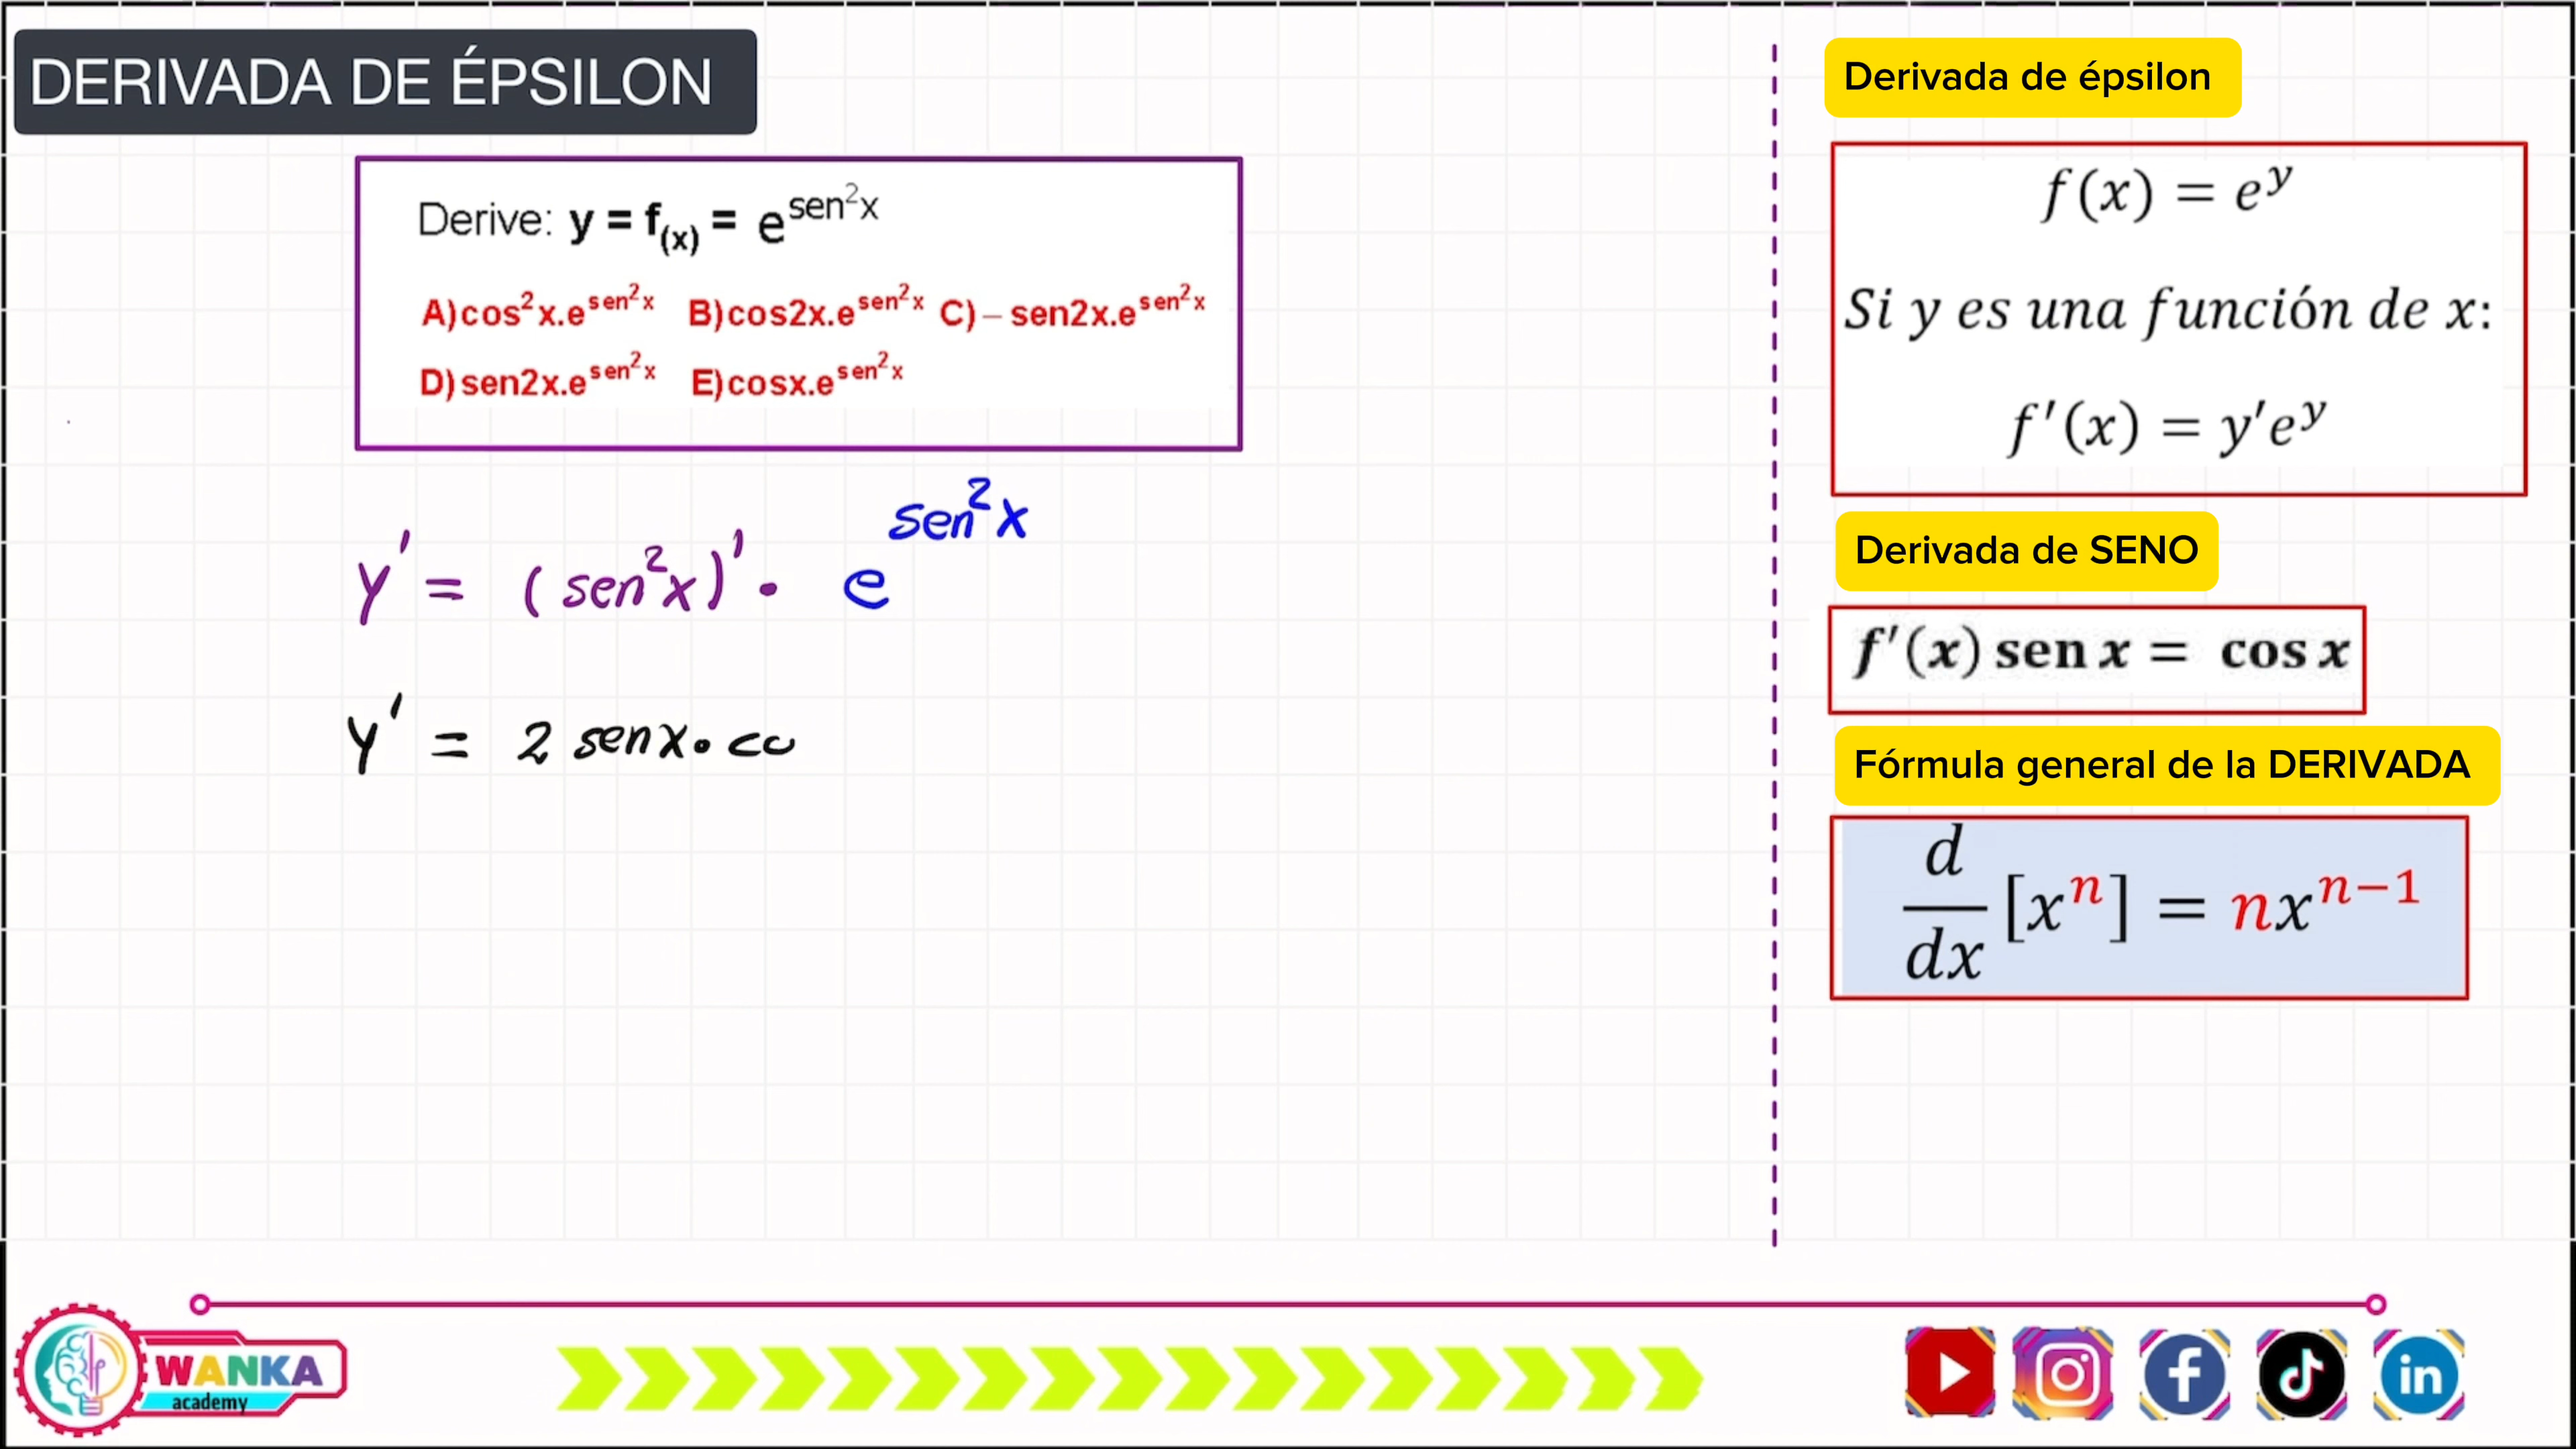 DERIVADA DE ÉPSILON
Derive: y = f(x) = e^sen²x
A)cos²x.e^sen²x B)cos2x.e^sen²x C)– sen2x.e^sen²x
D)sen2x.e^sen²x E)cosx.e^sen²x
y' = (sen²x)' · e^sen²x
y' = 2 senx· co
Derivada de épsilon
f(x) = e^y
Si y es una función de x:
f'(x) = y'e^y
Derivada de SENO
f'(x) sen x = cos x
Fórmula general de la DERIVADA
d/dx [x^n] = nx^n−1
WANKA
academy
in